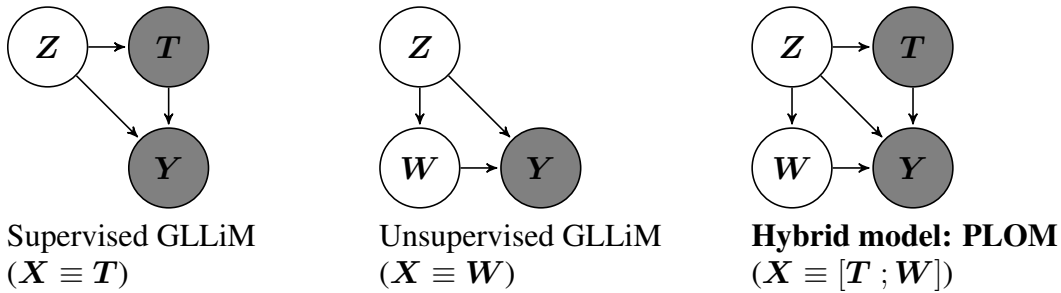 Z T Z Z T
Y W Y W Y
Supervised GLLiM Unsupervised GLLiM Hybrid model: PLOM
(X ≡ T) (X ≡ W) (X ≡ [T ; W])